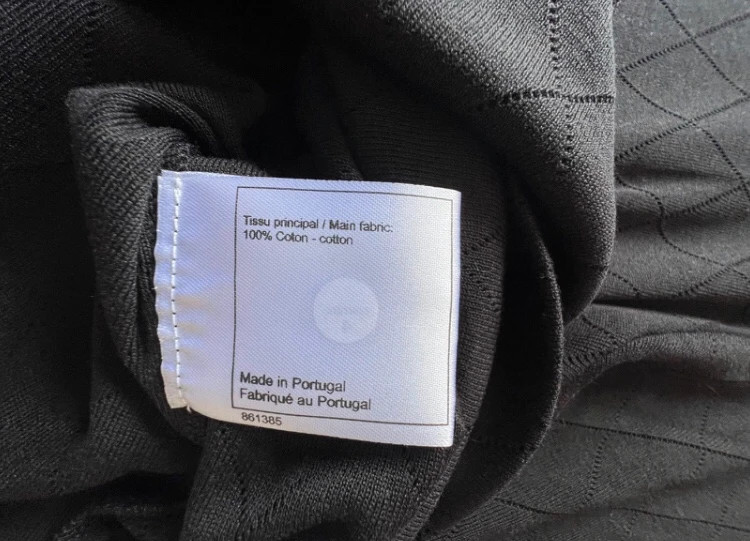 Tissu principal / Main fabric:
100% Coton - cotton
Made in Portugal
Fabriqué au Portugal
861385